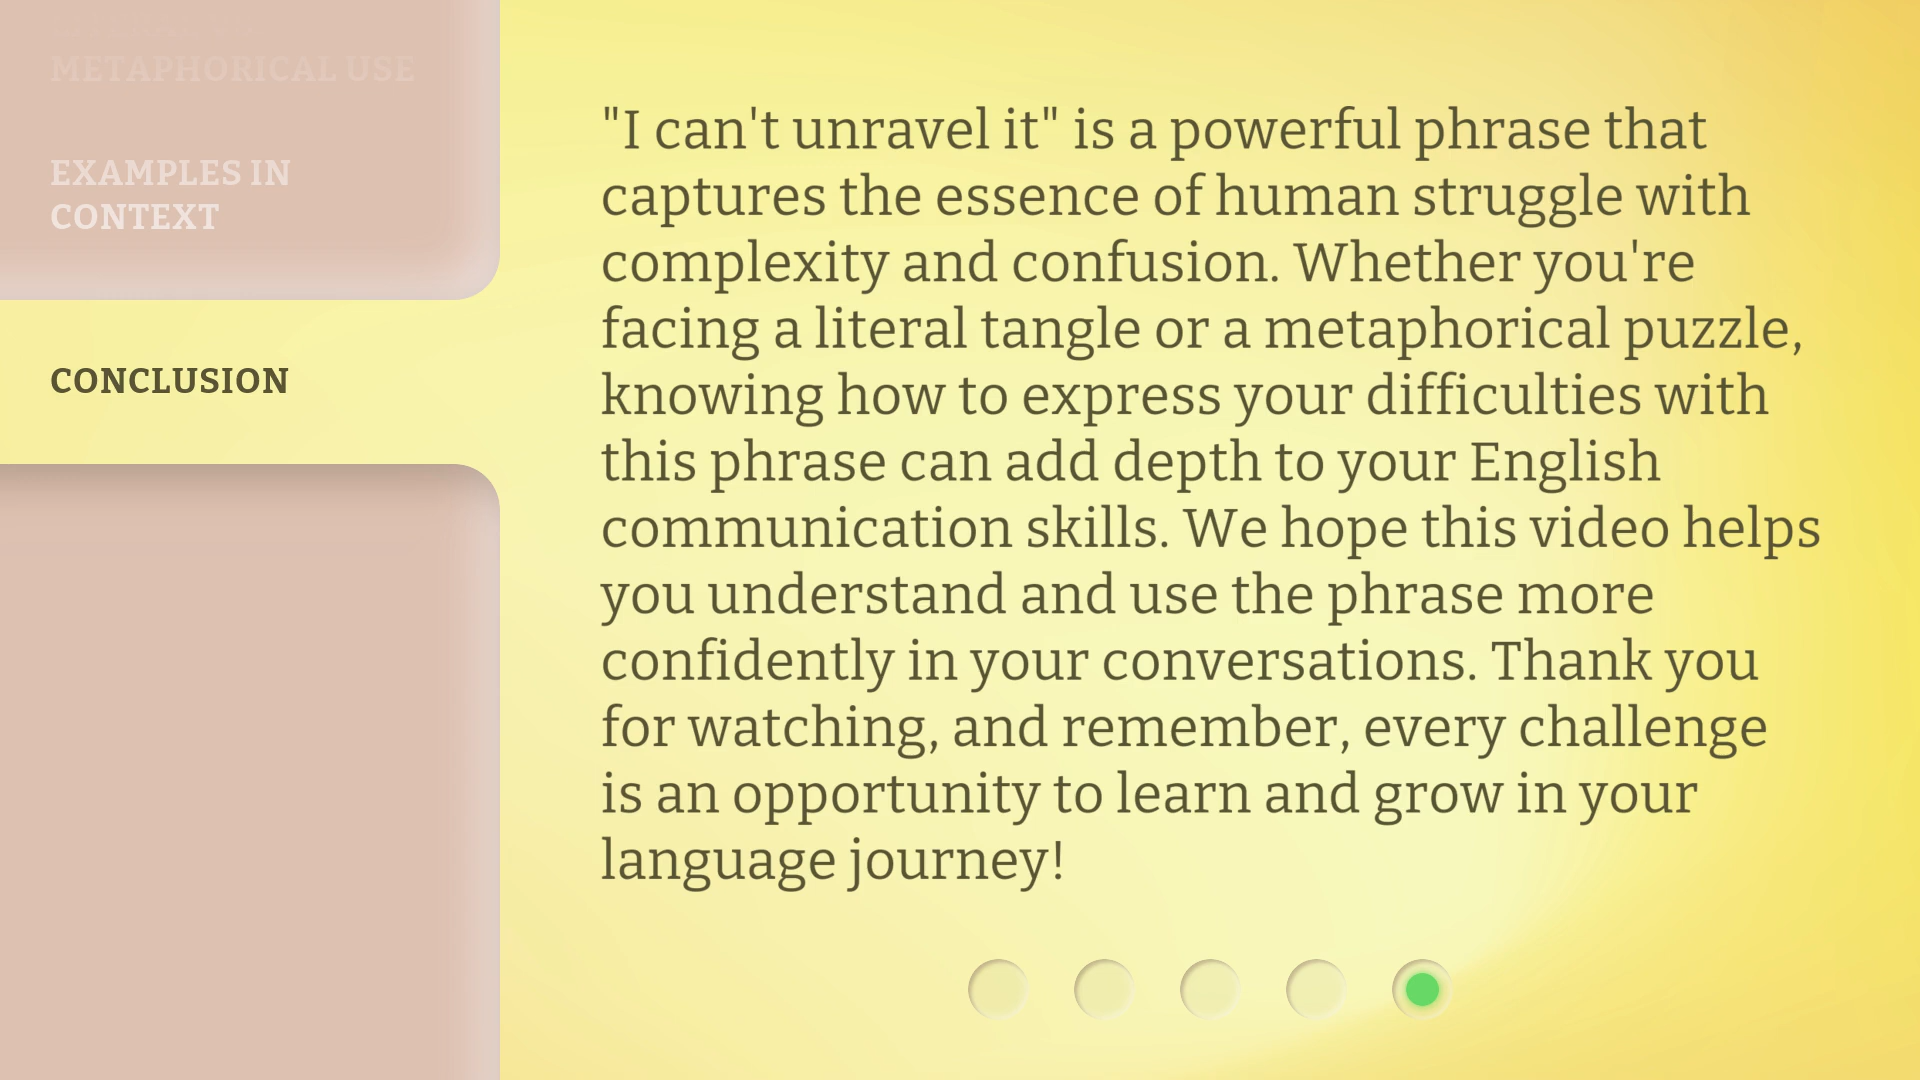 METAPHORICAL USE
EXAMPLES IN
CONTEXT
CONCLUSION
"I can't unravel it" is a powerful phrase that
captures the essence of human struggle with
complexity and confusion. Whether you're
facing a literal tangle or a metaphorical puzzle,
knowing how to express your difficulties with
this phrase can add depth to your English
communication skills. We hope this video helps
you understand and use the phrase more
confidently in your conversations. Thank you
for watching, and remember, every challenge
is an opportunity to learn and grow in your
language journey!